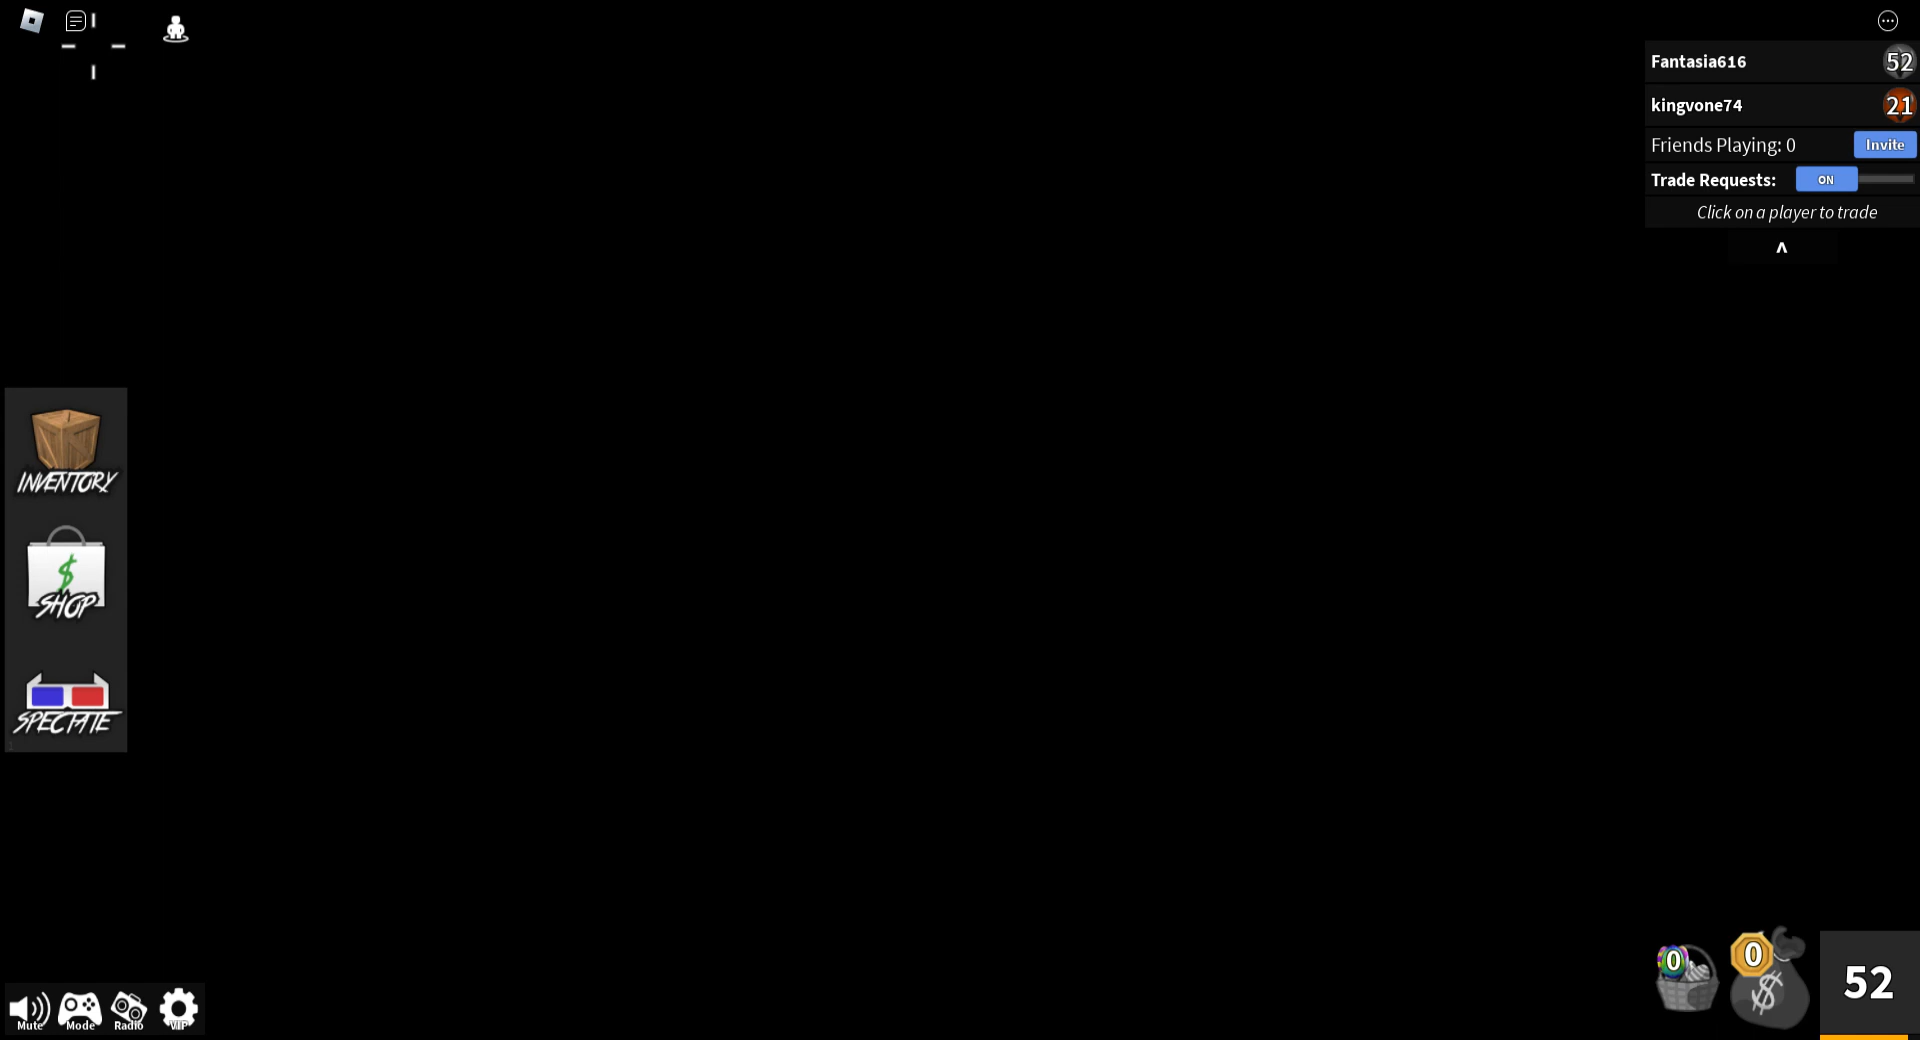 Fantasia616 52
kingvone74 21
Friends Playing: 0 Invite
Trade Requests: ON
Click on a player to trade
INVENTORY
$
SHOP
SPECTATE
0
0
$
52
Mute Mode Radio VIP